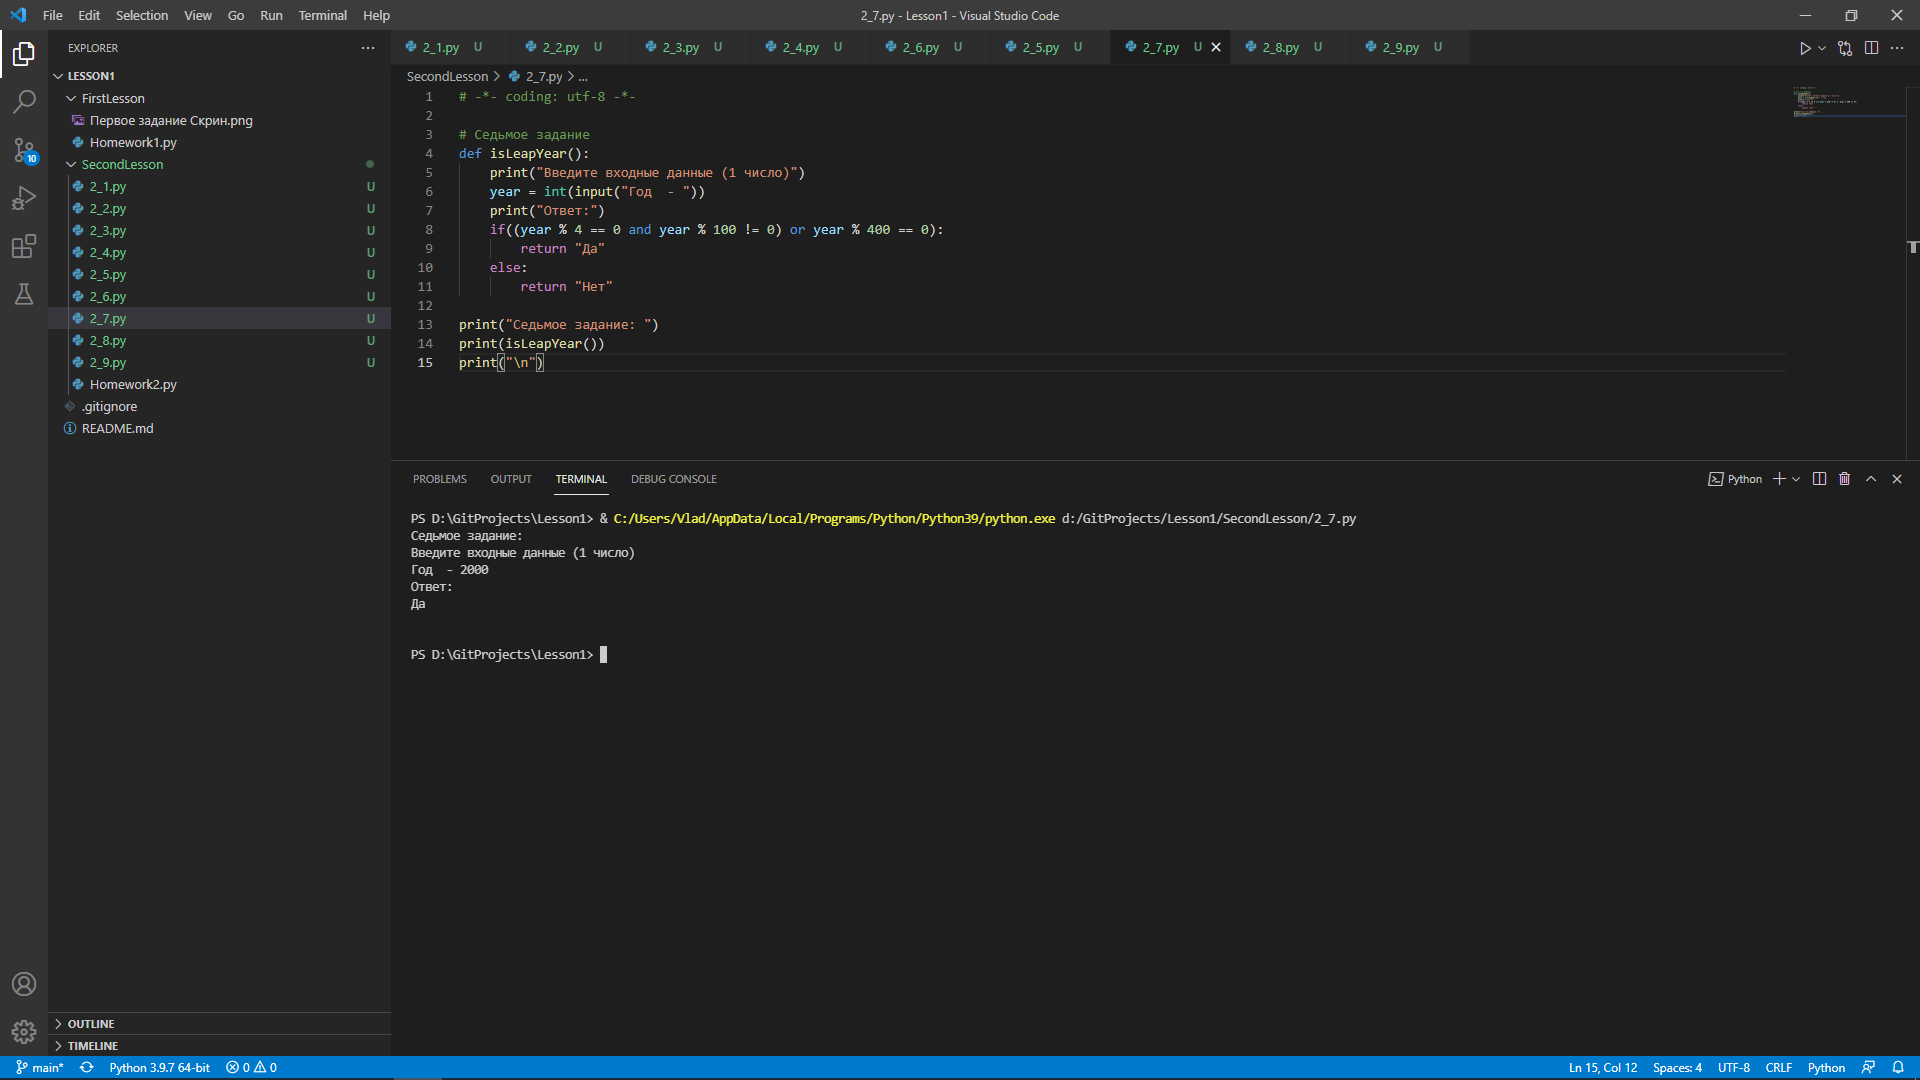 File Edit Selection View Go Run Terminal Help
2_7.py - Lesson1 - Visual Studio Code
EXPLORER
LESSON1
FirstLesson
Первое задание Скрин.png
Homework1.py
SecondLesson
2_1.py U
2_2.py U
2_3.py U
2_4.py U
2_5.py U
2_6.py U
2_7.py U
2_8.py U
2_9.py U
Homework2.py
.gitignore
README.md
OUTLINE
TIMELINE
10
2_1.py U 2_2.py U 2_3.py U 2_4.py U 2_6.py U 2_5.py U 2_7.py U 2_8.py U 2_9.py U
SecondLesson > 2_7.py > ...
1 # -*- coding: utf-8 -*-
2
3 # Седьмое задание
4 def isLeapYear():
5     print("Введите входные данные (1 число)")
6     year = int(input("Год  - "))
7     print("Ответ:")
8     if((year % 4 == 0 and year % 100 != 0) or year % 400 == 0):
9         return "Да"
10     else:
11         return "Нет"
12
13 print("Седьмое задание: ")
14 print(isLeapYear())
15 print("\n")
PROBLEMS OUTPUT TERMINAL DEBUG CONSOLE
Python
PS D:\GitProjects\Lesson1> & C:/Users/Vlad/AppData/Local/Programs/Python/Python39/python.exe d:/GitProjects/Lesson1/SecondLesson/2_7.py
Седьмое задание:
Введите входные данные (1 число)
Год  - 2000
Ответ:
Да
PS D:\GitProjects\Lesson1>
main* Python 3.9.7 64-bit 0 0
Ln 15, Col 12 Spaces: 4 UTF-8 CRLF Python